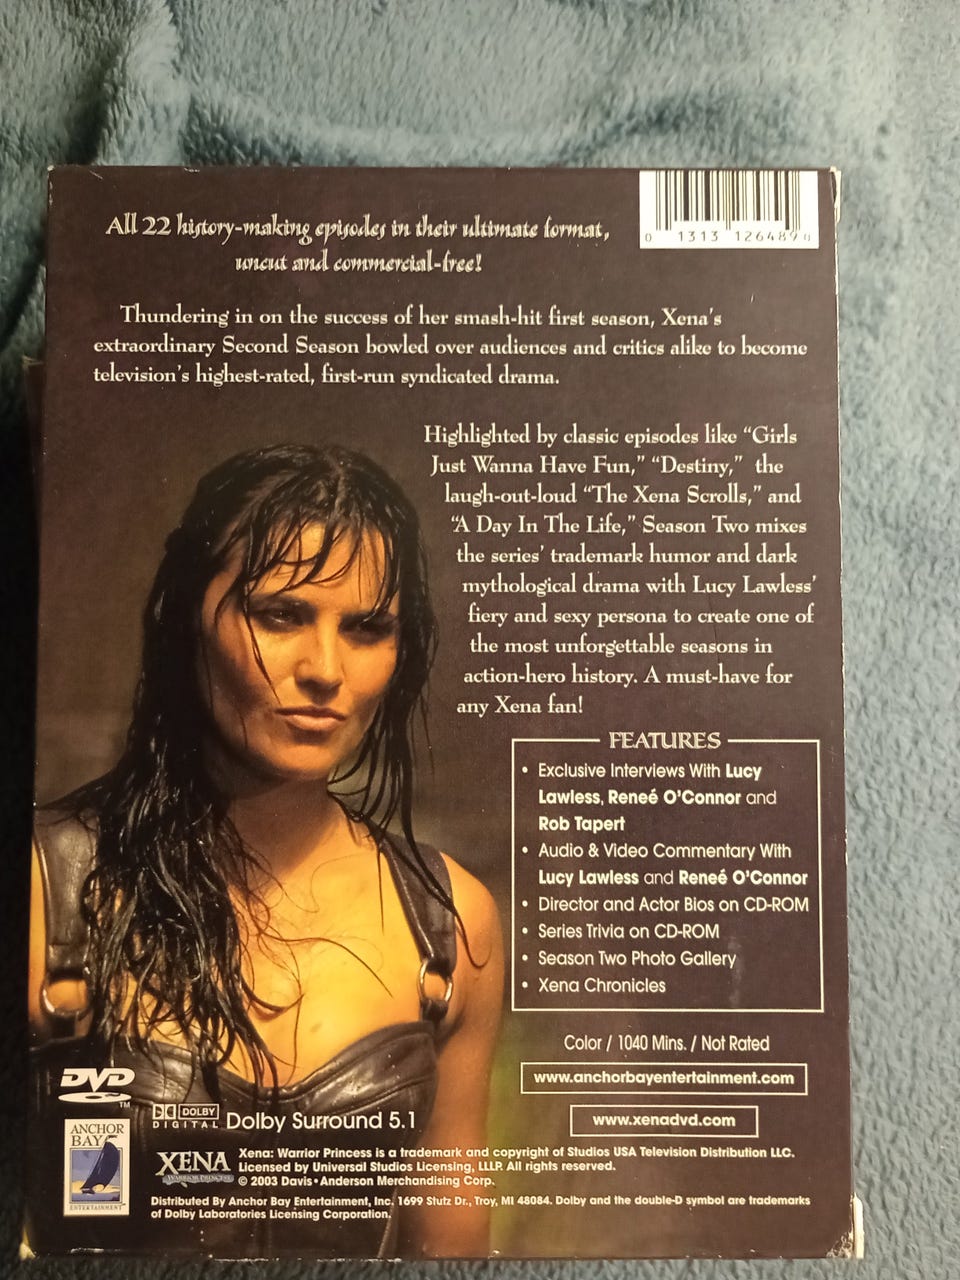 0 1313 12648 9 0
All 22 history-making episodes in their ultimate format,
uncut and commercial-free!
Thundering in on the success of her smash-hit first season, Xena's
extraordinary Second Season bowled over audiences and critics alike to become
television's highest-rated, first-run syndicated drama.
Highlighted by classic episodes like "Girls
Just Wanna Have Fun," "Destiny," the
laugh-out-loud "The Xena Scrolls," and
"A Day In The Life," Season Two mixes
the series' trademark humor and dark
mythological drama with Lucy Lawless'
fiery and sexy persona to create one of
the most unforgettable seasons in
action-hero history. A must-have for
any Xena fan!
FEATURES
• Exclusive Interviews With Lucy
Lawless, Reneé O'Connor and
Rob Tapert
• Audio & Video Commentary With
Lucy Lawless and Reneé O'Connor
• Director and Actor Bios on CD-ROM
• Series Trivia on CD-ROM
• Season Two Photo Gallery
• Xena Chronicles
Color / 1040 Mins. / Not Rated
www.anchorbayentertainment.com
www.xenadvd.com
DVD™
DOLBY
DIGITAL
Dolby Surround 5.1
ANCHOR
BAY
ENTERTAINMENT
XENA
WARRIOR PRINCESS
Xena: Warrior Princess is a trademark and copyright of Studios USA Television Distribution LLC.
Licensed by Universal Studios Licensing, LLLP. All rights reserved.
© 2003 Davis • Anderson Merchandising Corp.
Distributed By Anchor Bay Entertainment, Inc. 1699 Stutz Dr., Troy, MI 48084. Dolby and the double-D symbol are trademarks
of Dolby Laboratories Licensing Corporation.